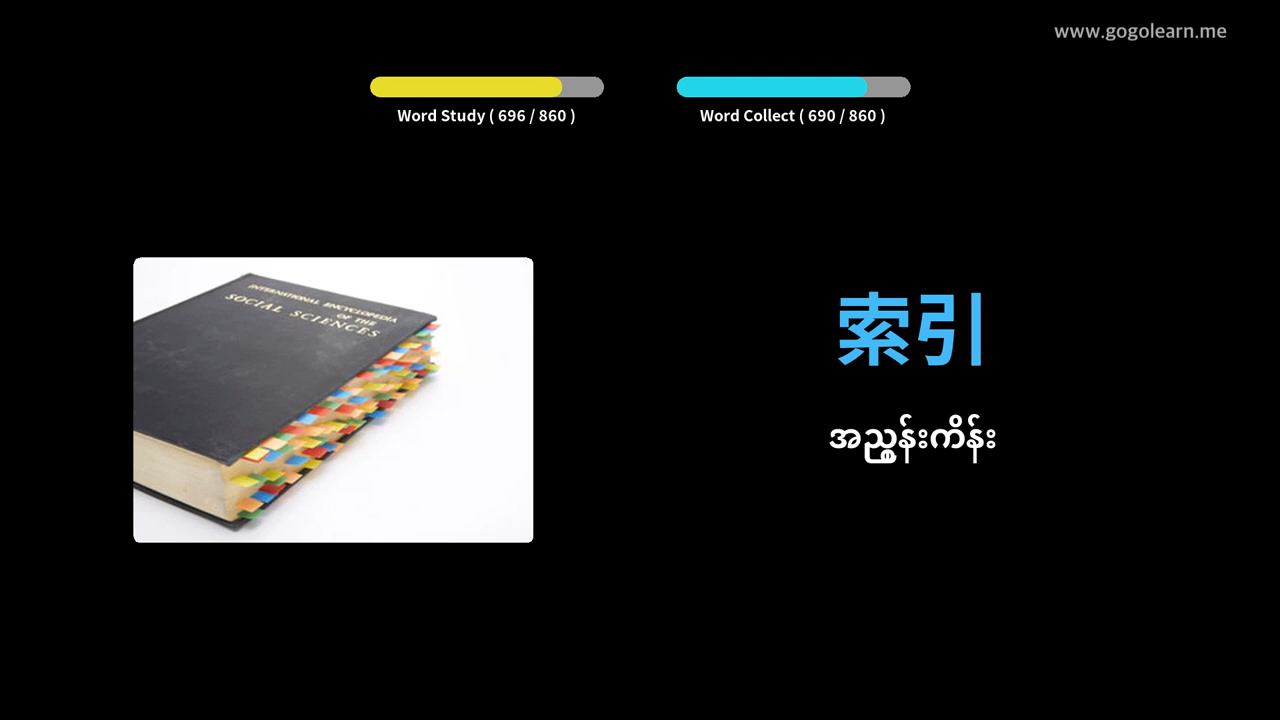 www.gogolearn.me
Word Study ( 696 / 860 )
Word Collect ( 690 / 860 )
INTERNATIONAL ENCYCLOPEDIA
OF THE
SOCIAL SCIENCES
索引
အညွှန်းကိန်း